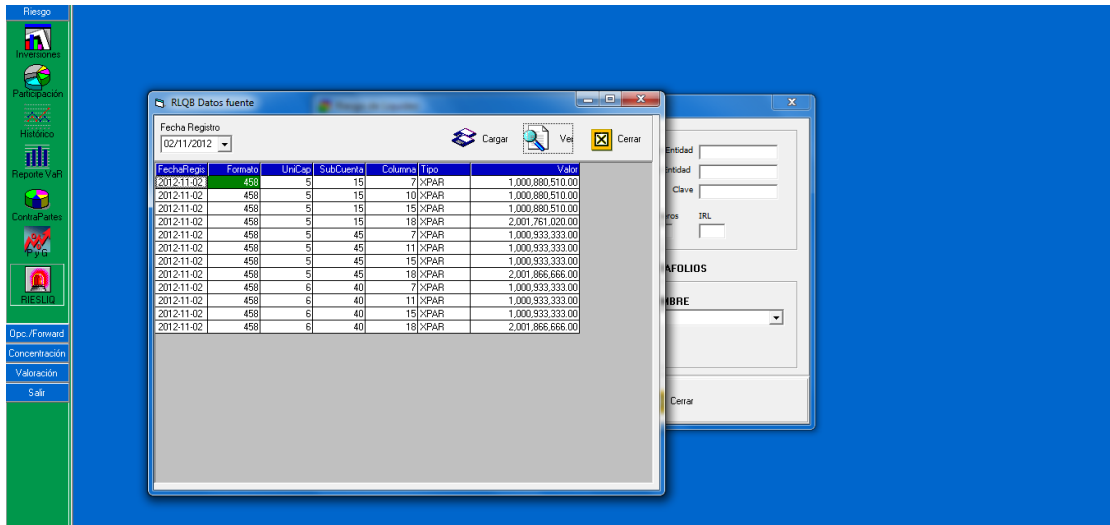 Riesgo
Inversiones
Participación
Histórico
Reporte VaR
ContraPartes
P y G
RIESLIQ
Opc./Forward
Concentración
Valoración
Salir
RLQB Datos fuente
Fecha Registro
02/11/2012
Cargar
Ver
Cerrar
FechaRegis Formato UniCap SubCuenta Columna Tipo Valor
2012-11-02 458 5 15 7 XPAR 1,000,880,510.00
2012-11-02 458 5 15 10 XPAR 1,000,880,510.00
2012-11-02 458 5 15 15 XPAR 1,000,880,510.00
2012-11-02 458 5 15 18 XPAR 2,001,761,020.00
2012-11-02 458 5 45 7 XPAR 1,000,933,333.00
2012-11-02 458 5 45 11 XPAR 1,000,933,333.00
2012-11-02 458 5 45 15 XPAR 1,000,933,333.00
2012-11-02 458 5 45 18 XPAR 2,001,866,666.00
2012-11-02 458 6 40 7 XPAR 1,000,933,333.00
2012-11-02 458 6 40 11 XPAR 1,000,933,333.00
2012-11-02 458 6 40 15 XPAR 1,000,933,333.00
2012-11-02 458 6 40 18 XPAR 2,001,866,666.00
Entidad
Entidad
Clave
ros IRL
AFOLIOS
MBRE
Cerrar